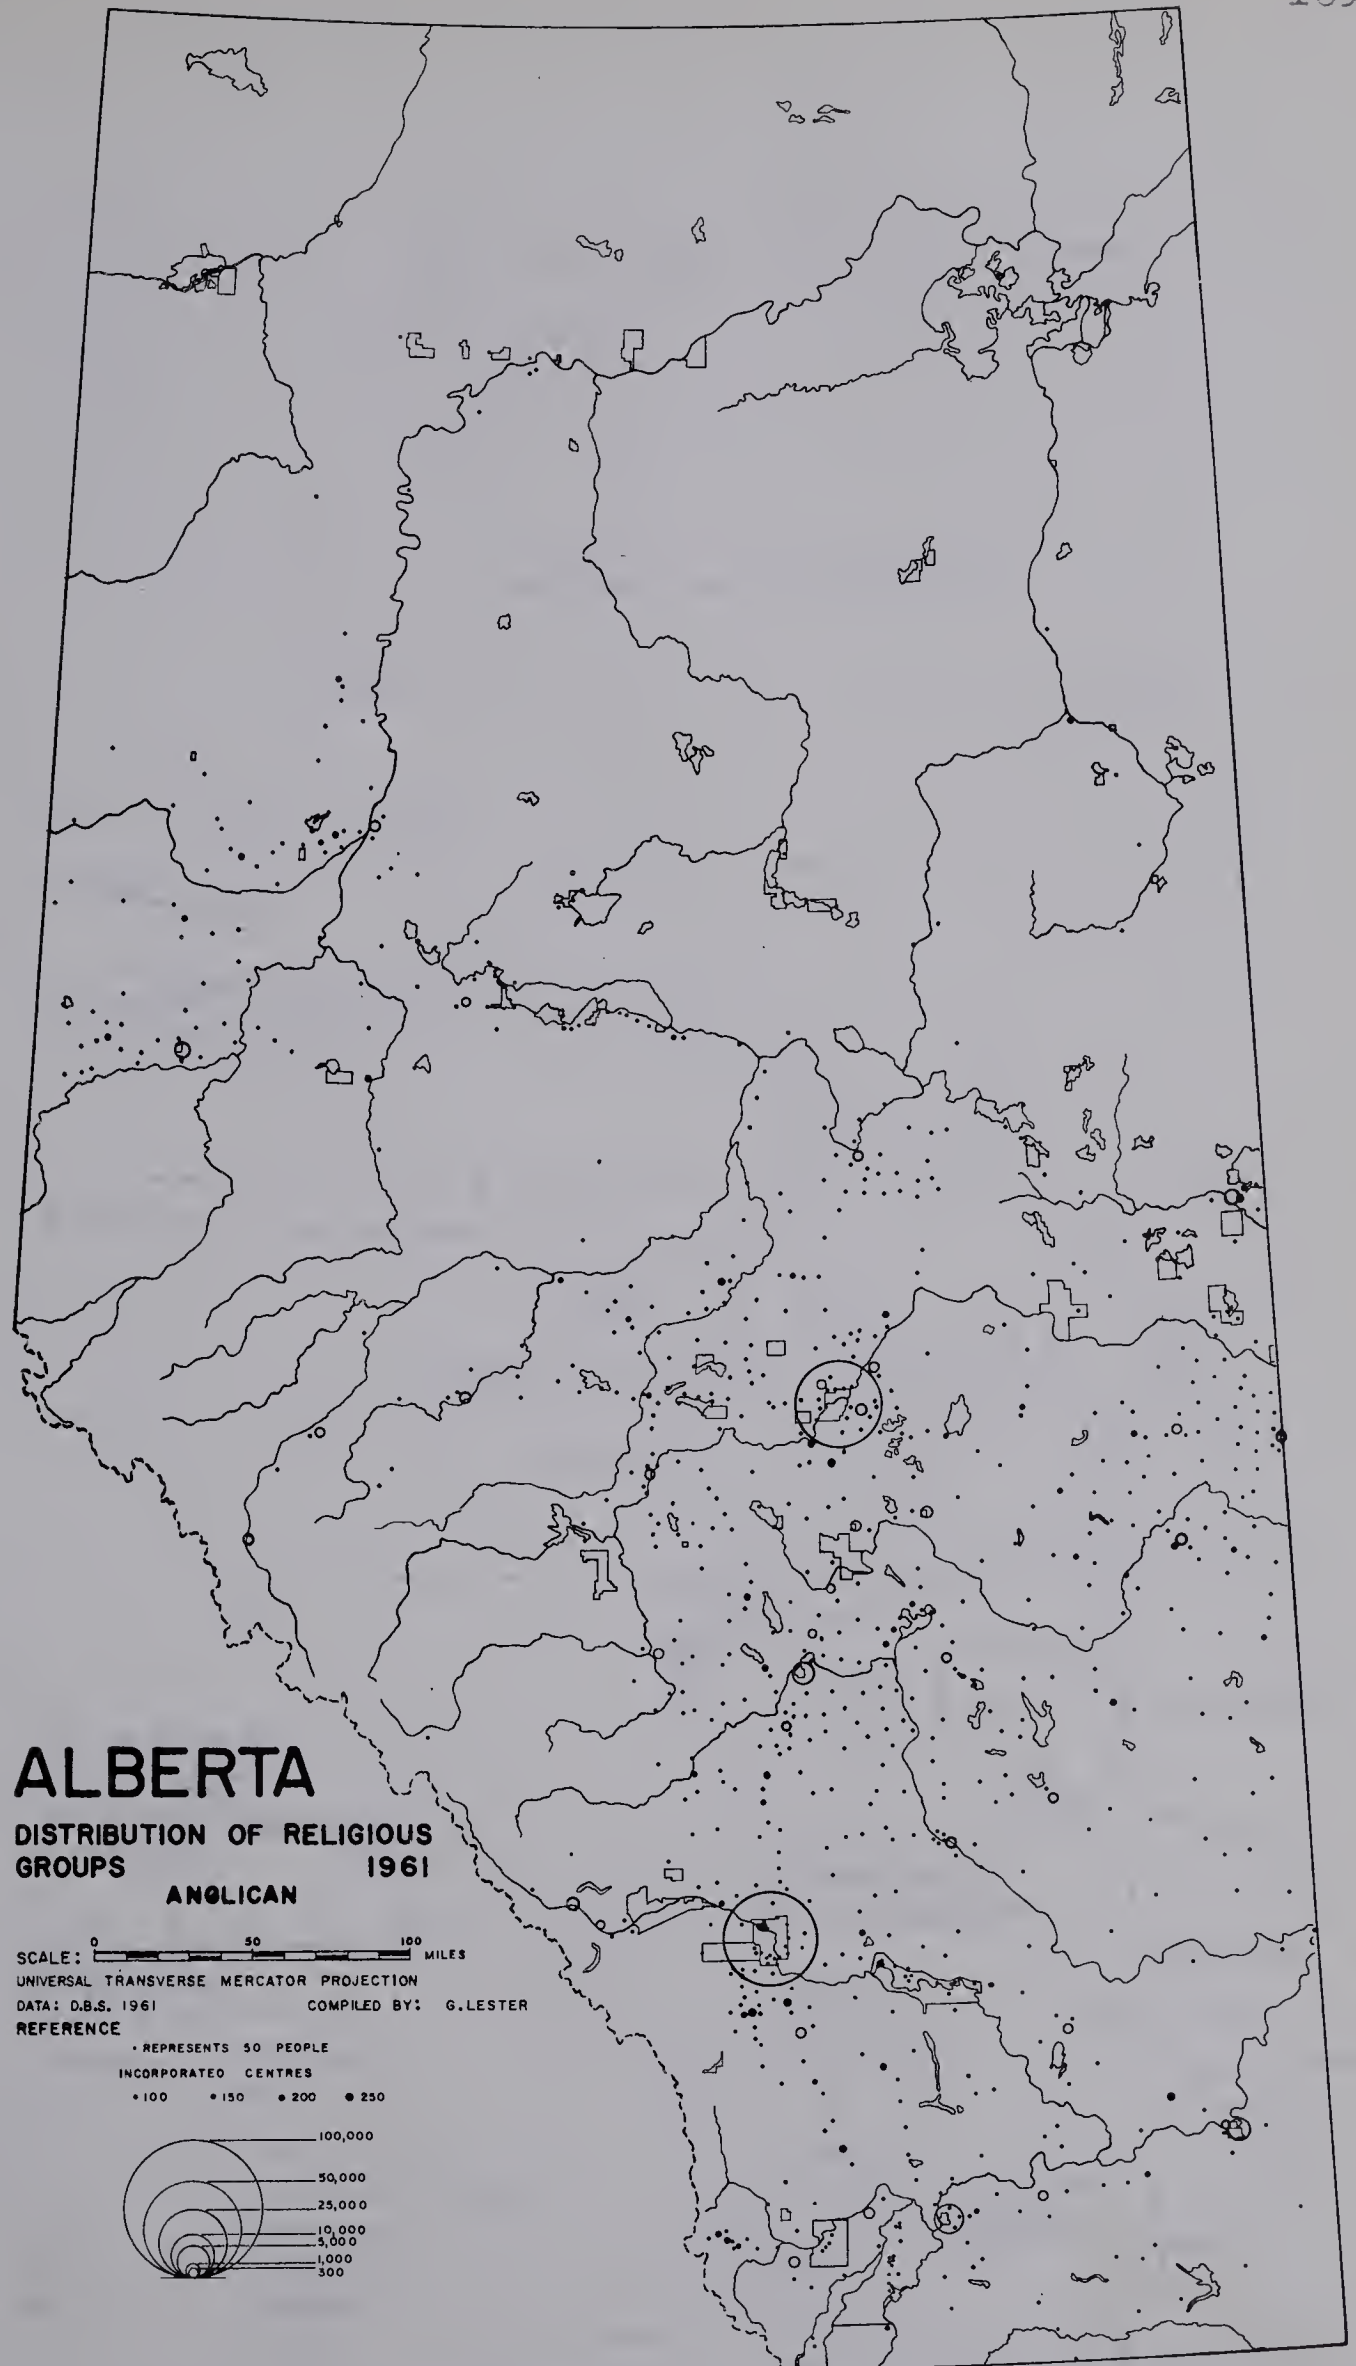 ALBERTA
DISTRIBUTION OF RELIGIOUS
GROUPS 1961
ANGLICAN
0 50 100
SCALE: MILES
UNIVERSAL TRANSVERSE MERCATOR PROJECTION
DATA: D.B.S. 1961 COMPILED BY: G.LESTER
REFERENCE
• REPRESENTS 50 PEOPLE
INCORPORATED CENTRES
• 100 • 150 • 200 • 250
100,000
50,000
25,000
10,000
5,000
1,000
300